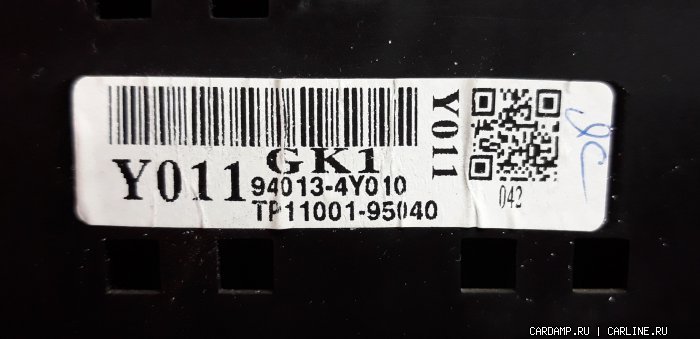 GK1
Y011
94013-4Y010
TP11001-95040
Y011
042
CARDAMP.RU | CARLINE.RU